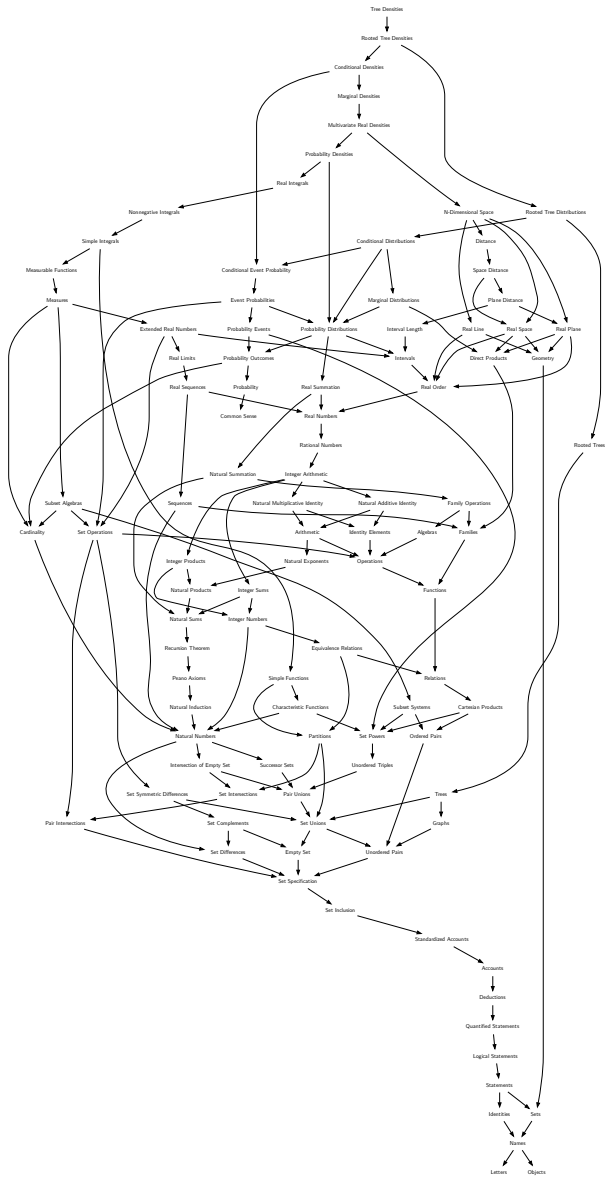 Tree Densities
Rooted Tree Densities
Conditional Densities
Marginal Densities
Multivariate Real Densities
Probability Densities
Real Integrals
Nonnegative Integrals
N-Dimensional Space
Rooted Tree Distributions
Simple Integrals
Conditional Distributions
Distance
Measurable Functions
Conditional Event Probability
Space Distance
Measures
Event Probabilities
Marginal Distributions
Plane Distance
Extended Real Numbers
Probability Events
Probability Distributions
Interval Length
Real Line
Real Space
Real Plane
Real Limits
Probability Outcomes
Intervals
Direct Products
Geometry
Real Sequences
Probability
Real Summation
Real Order
Common Sense
Real Numbers
Rational Numbers
Rooted Trees
Natural Summation
Integer Arithmetic
Subset Algebras
Sequences
Natural Multiplicative Identity
Natural Additive Identity
Family Operations
Cardinality
Set Operations
Arithmetic
Identity Elements
Algebras
Families
Integer Products
Natural Exponents
Operations
Natural Products
Integer Sums
Functions
Natural Sums
Integer Numbers
Recursion Theorem
Equivalence Relations
Peano Axioms
Simple Functions
Relations
Natural Induction
Characteristic Functions
Subset Systems
Cartesian Products
Natural Numbers
Partitions
Set Powers
Ordered Pairs
Intersection of Empty Set
Successor Sets
Unordered Triples
Set Symmetric Differences
Set Intersections
Pair Unions
Trees
Pair Intersections
Set Complements
Set Unions
Graphs
Set Differences
Empty Set
Unordered Pairs
Set Specification
Set Inclusion
Standardized Accounts
Accounts
Deductions
Quantified Statements
Logical Statements
Statements
Identities
Sets
Names
Letters
Objects